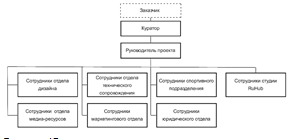 Заказчик
Куратор
Руководитель проекта
Сотрудники отдела
дизайна
Сотрудники отдела
технического
сопровождения
Сотрудники спортивного
подразделения
Сотрудники студии
RuHub
Сотрудники отдела
медиа-ресурсов
Сотрудники
маркетингового отдела
Сотрудники
юридического отдела